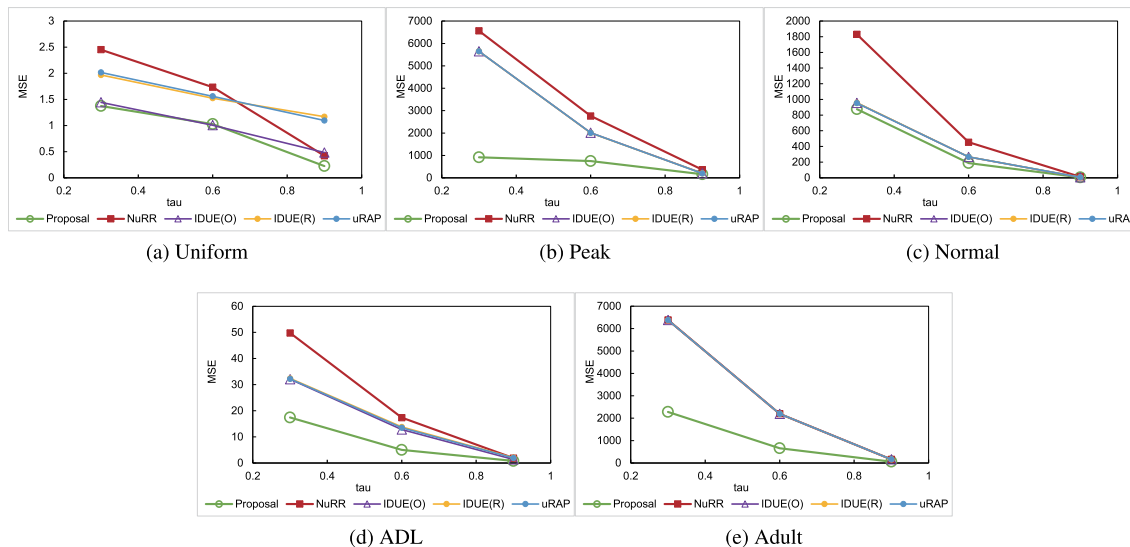 MSE
3
2.5
2
1.5
1
0.5
0
0.2 0.4 0.6 0.8 1
tau
Proposal NuRR IDUE(O) IDUE(R) uRAP
(a) Uniform
MSE
7000
6000
5000
4000
3000
2000
1000
0
0.2 0.4 0.6 0.8 1
tau
Proposal NuRR IDUE(O) IDUE(R) uRAP
(b) Peak
MSE
2000
1800
1600
1400
1200
1000
800
600
400
200
0
0.2 0.4 0.6 0.8 1
tau
Proposal NuRR IDUE(O) IDUE(R) uRAP
(c) Normal
MSE
60
50
40
30
20
10
0
0.2 0.4 0.6 0.8 1
tau
Proposal NuRR IDUE(O) IDUE(R) uRAP
(d) ADL
MSE
7000
6000
5000
4000
3000
2000
1000
0
0.2 0.4 0.6 0.8 1
tau
Proposal NuRR IDUE(O) IDUE(R) uRAP
(e) Adult